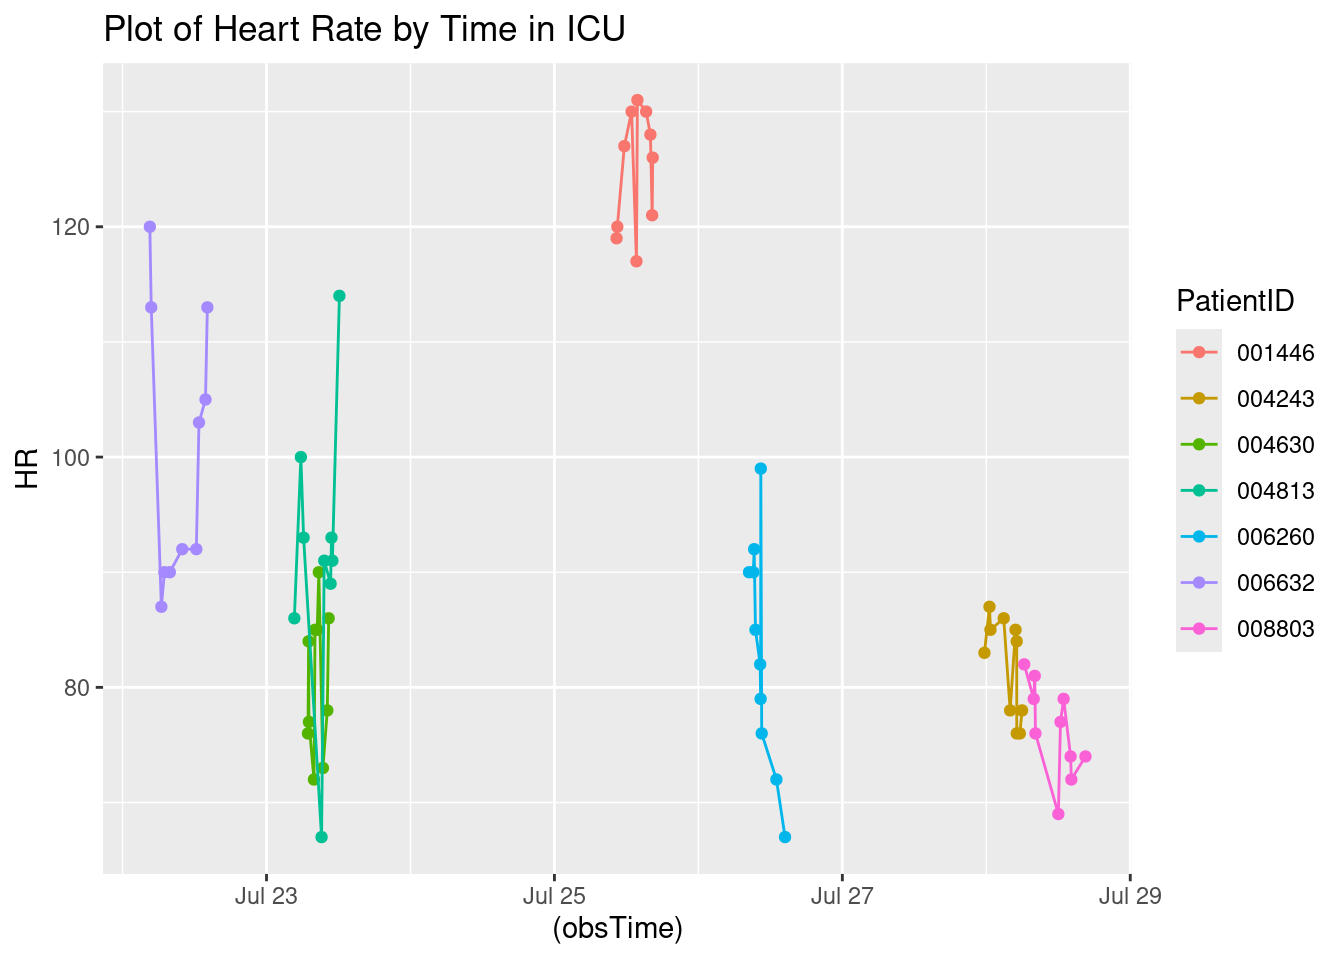 Plot of Heart Rate by Time in ICU
HR
120
100
80
Jul 23
Jul 25
Jul 27
Jul 29
(obsTime)
PatientID
001446
004243
004630
004813
006260
006632
008803